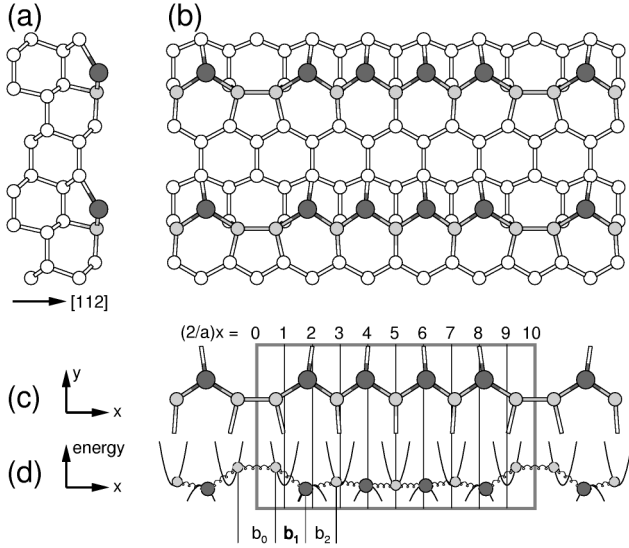 (a)
(b)
[112]
(2/a)x = 0 1 2 3 4 5 6 7 8 9 10
y
(c)
x
energy
(d)
x
b0 b1 b2